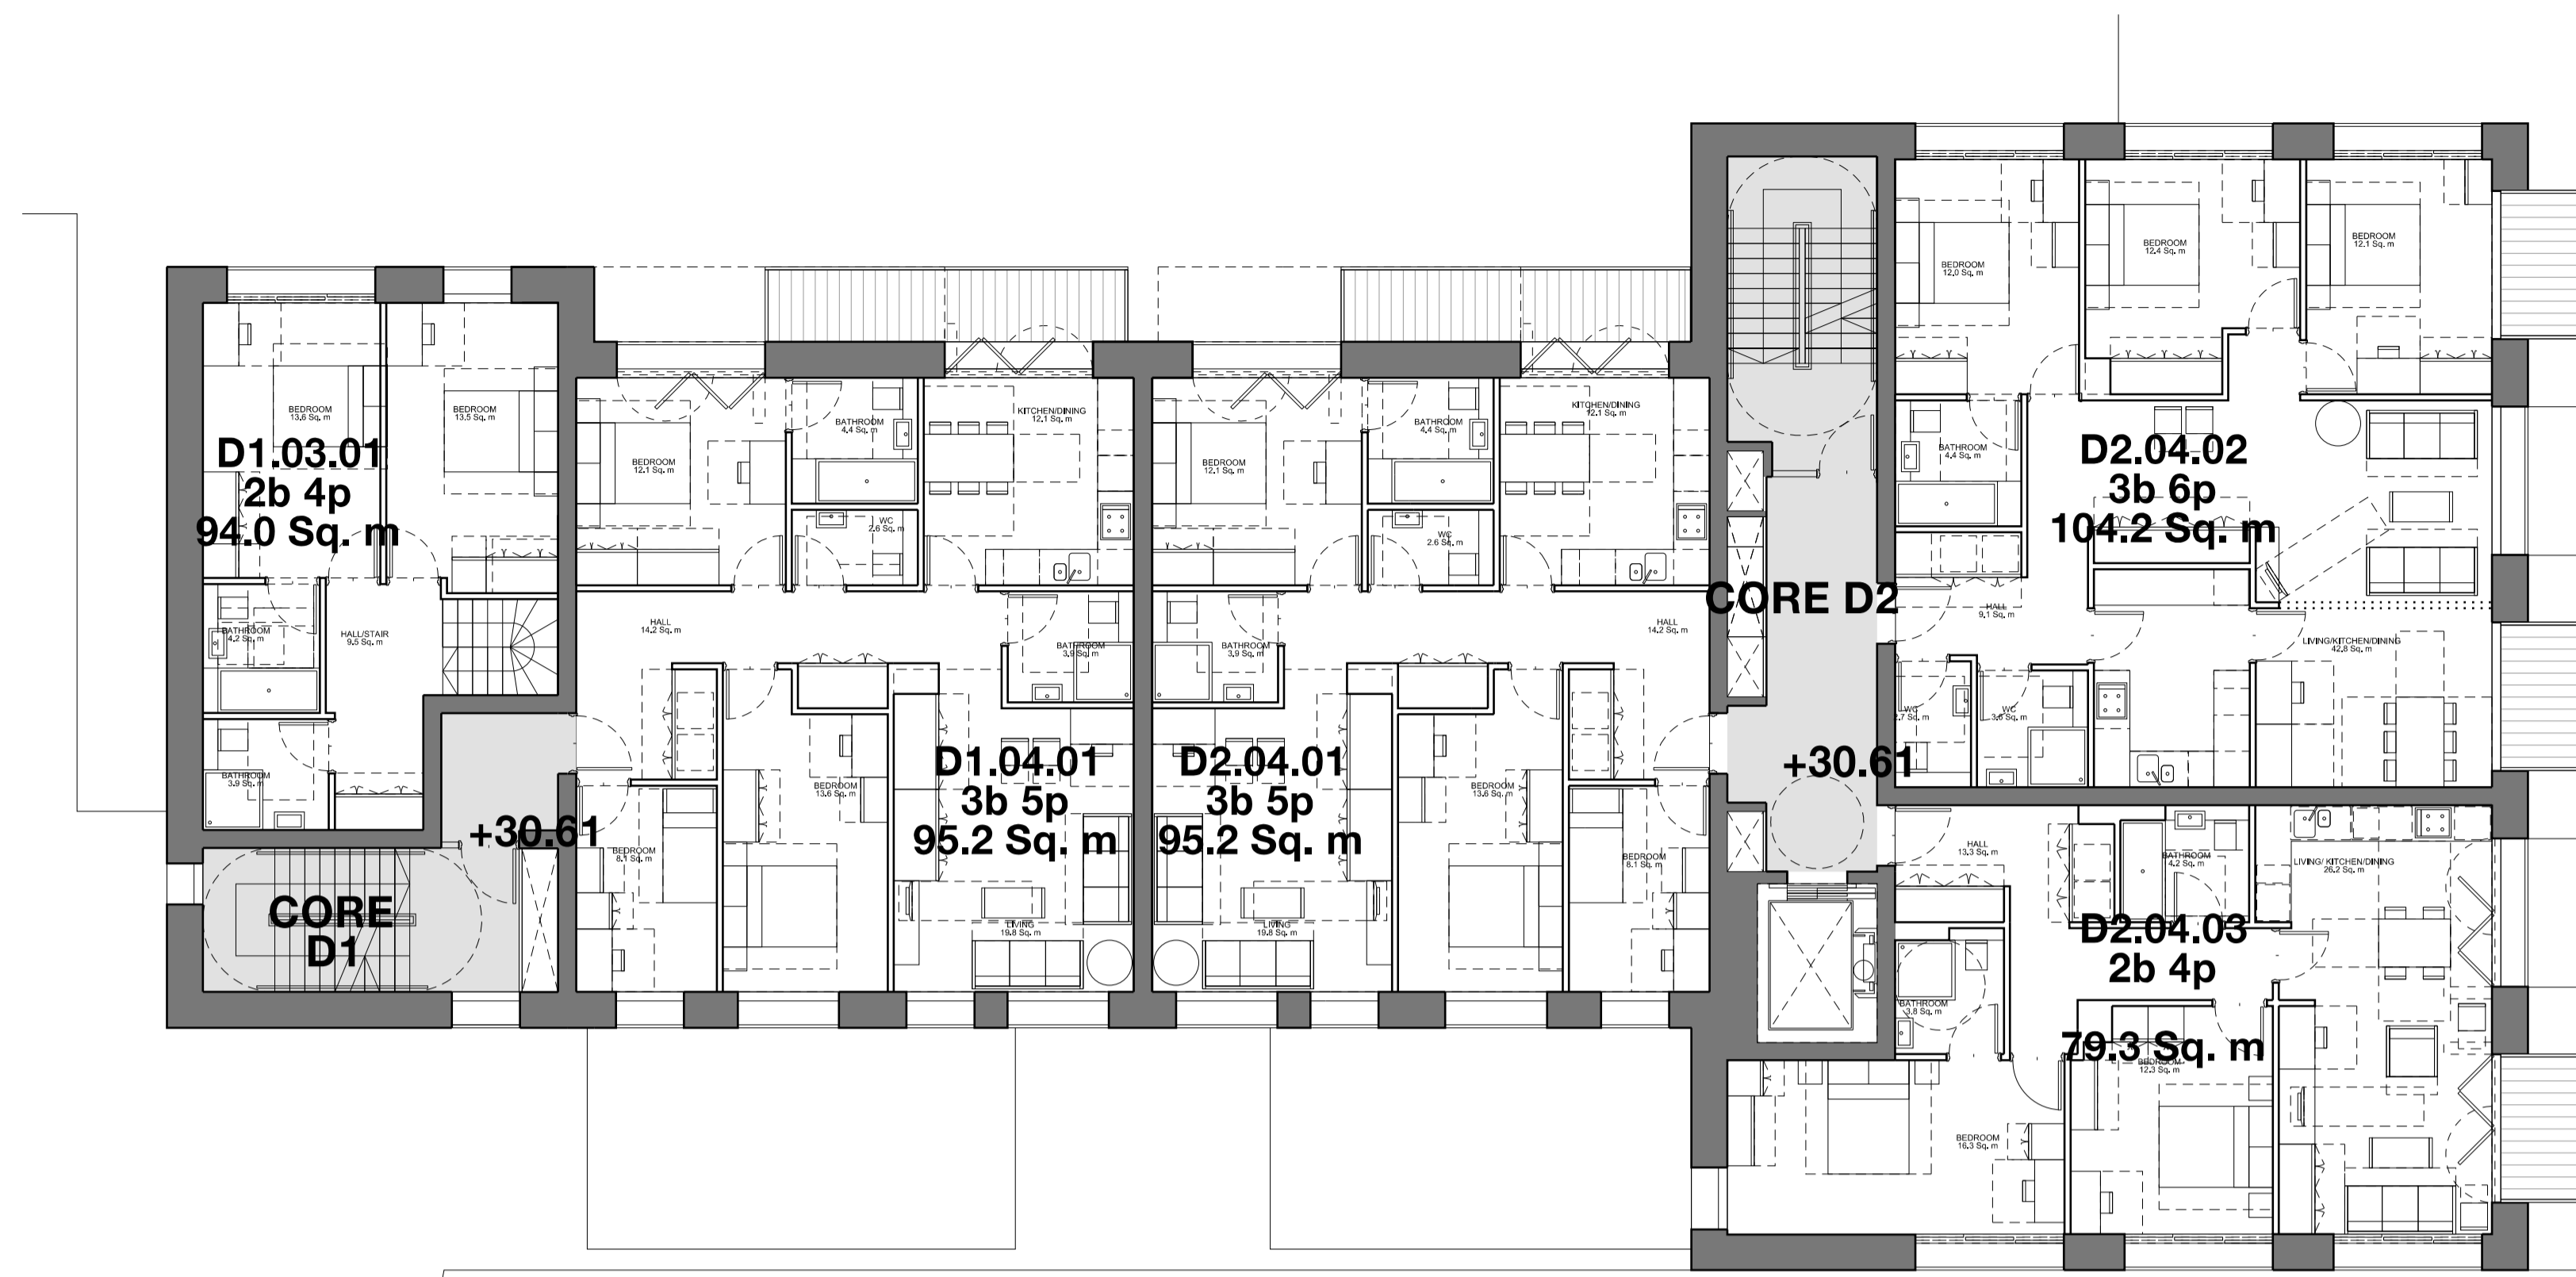 BEDROOM
13.6 Sq. m
BEDROOM
13.5 Sq. m
D1.03.01
2b 4p
94.0 Sq. m
BATHROOM
4.2 Sq. m
HALL/STAIR
9.5 Sq. m
BATHROOM
3.9 Sq. m
+30.61
CORE
D1
BEDROOM
12.1 Sq. m
BATHROOM
4.4 Sq. m
KITCHEN/DINING
12.1 Sq. m
WC
2.6 Sq. m
HALL
14.2 Sq. m
BATHROOM
3.9 Sq. m
BEDROOM
13.6 Sq. m
BEDROOM
8.1 Sq. m
D1.04.01
3b 5p
95.2 Sq. m
LIVING
19.8 Sq. m
BEDROOM
12.1 Sq. m
BATHROOM
4.4 Sq. m
KITCHEN/DINING
12.1 Sq. m
WC
2.6 Sq. m
BATHROOM
3.9 Sq. m
HALL
14.2 Sq. m
D2.04.01
3b 5p
95.2 Sq. m
BEDROOM
13.6 Sq. m
BEDROOM
8.1 Sq. m
LIVING
19.8 Sq. m
CORE D2
+30.61
BEDROOM
12.0 Sq. m
BEDROOM
12.4 Sq. m
BEDROOM
12.1 Sq. m
BATHROOM
4.4 Sq. m
D2.04.02
3b 6p
104.2 Sq. m
HALL
9.1 Sq. m
LIVING/KITCHEN/DINING
42.8 Sq. m
WC
2.7 Sq. m
WC
3.6 Sq. m
HALL
13.3 Sq. m
BATHROOM
4.2 Sq. m
LIVING/ KITCHEN/DINING
26.2 Sq. m
D2.04.03
2b 4p
79.3 Sq. m
BATHROOM
3.8 Sq. m
BEDROOM
12.3 Sq. m
BEDROOM
16.3 Sq. m